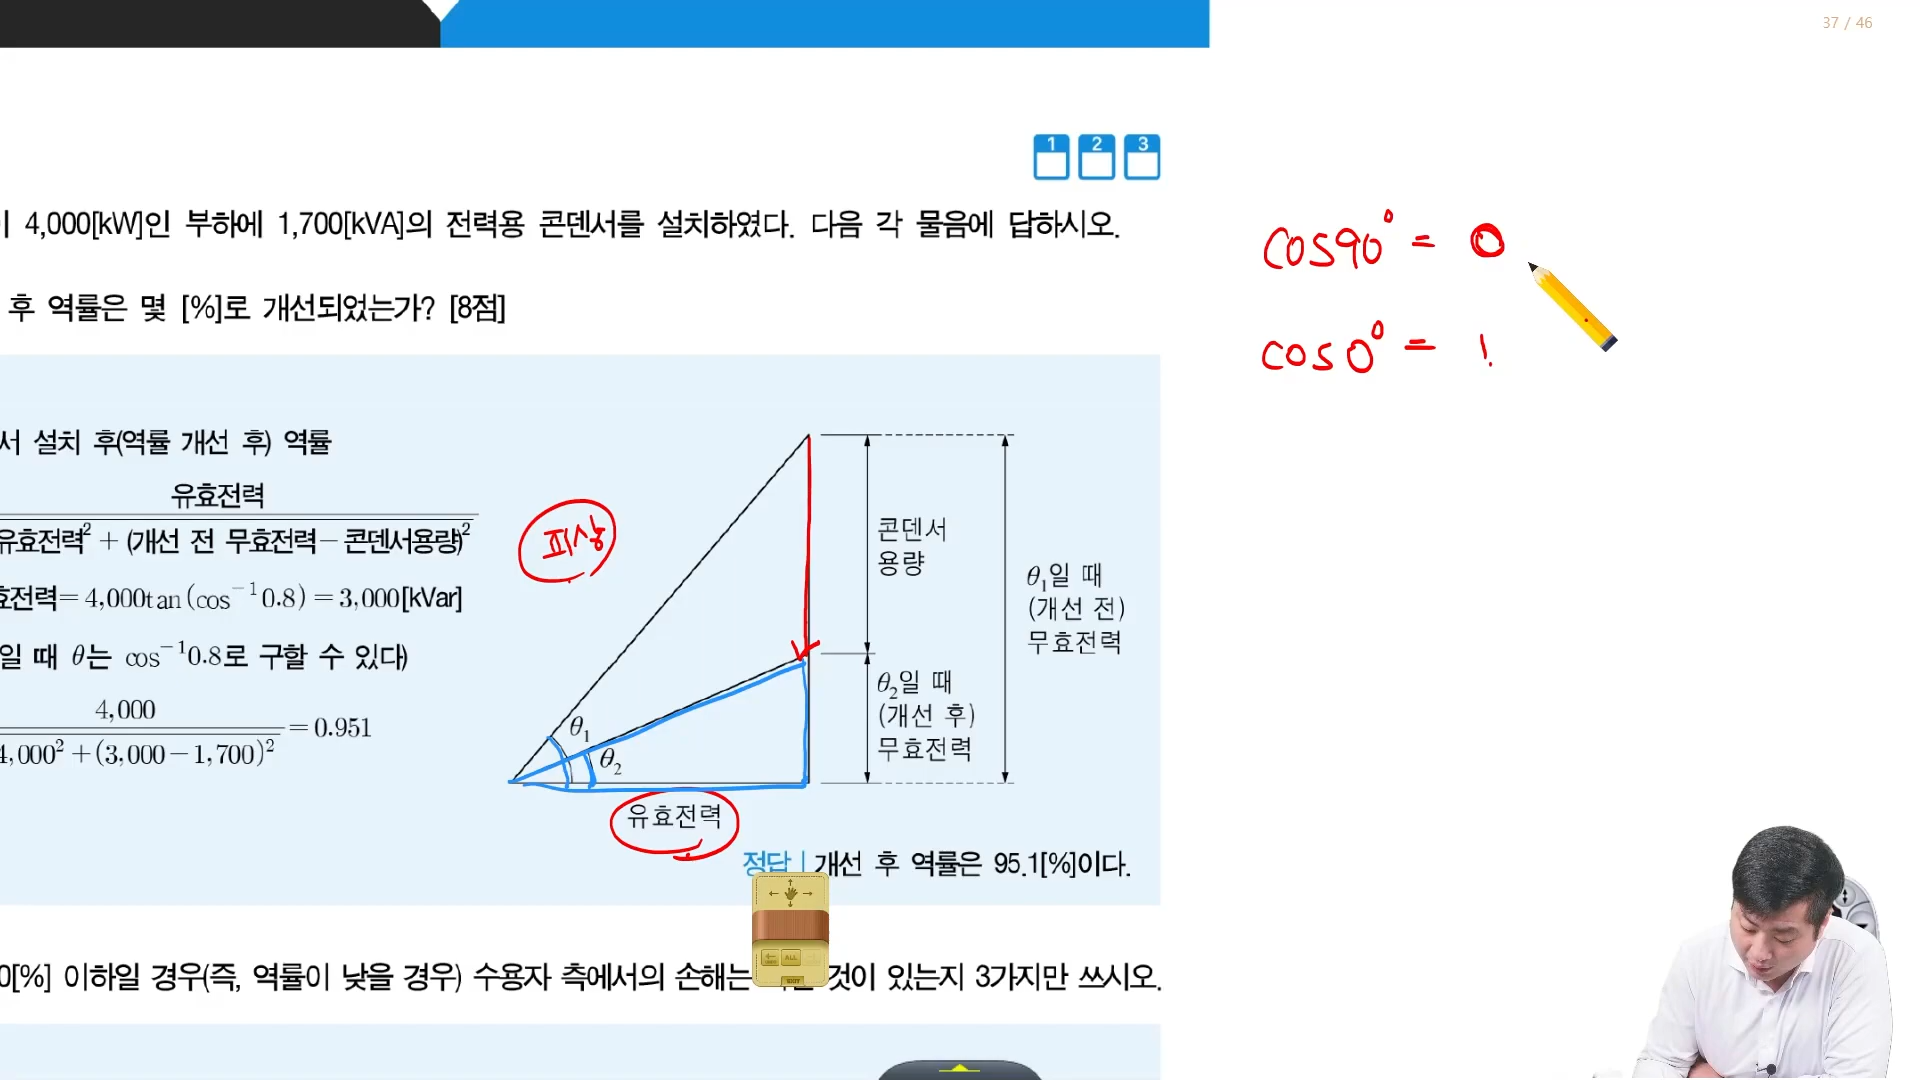 37 / 46
1 2 3
4,000[kW]인 부하에 1,700[kVA]의 전력용 콘덴서를 설치하였다. 다음 각 물음에 답하시오.
후 역률은 몇 [%]로 개선되었는가? [8점]
cos90° = 0
cos0° = 1
서 설치 후(역률 개선 후) 역률
유효전력
유효전력² + (개선 전 무효전력 − 콘덴서용량)²
효전력 = 4,000tan(cos⁻¹0.8) = 3,000[kVar]
일 때 θ는 cos⁻¹0.8로 구할 수 있다)
4,000
4,000² + (3,000 − 1,700)²
= 0.951
피상
θ₁
θ₂
유효전력
콘덴서
용량
θ₁일 때
(개선 전)
무효전력
θ₂일 때
(개선 후)
무효전력
정답 | 개선 후 역률은 95.1[%]이다.
0[%] 이하일 경우(즉, 역률이 낮을 경우) 수용자 측에서의 손해는 것이 있는지 3가지만 쓰시오.
ALL